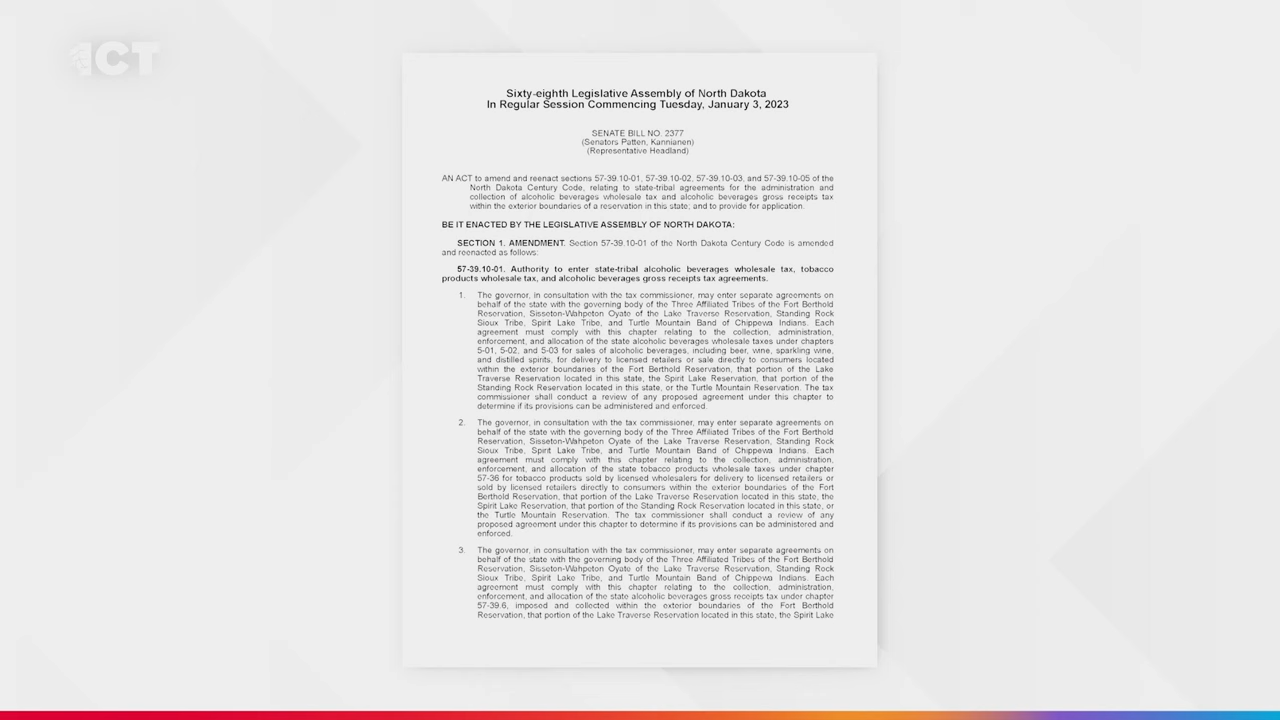 ICT
Sixty-eighth Legislative Assembly of North Dakota
In Regular Session Commencing Tuesday, January 3, 2023
SENATE BILL NO. 2377
(Senators Patten, Kannianen)
(Representative Headland)
AN ACT to amend and reenact sections 57-39.10-01, 57-39.10-02, 57-39.10-03, and 57-39.10-05 of the
North Dakota Century Code, relating to state-tribal agreements for the administration and
collection of alcoholic beverages wholesale tax and alcoholic beverages gross receipts tax
within the exterior boundaries of a reservation in this state; and to provide for application.
BE IT ENACTED BY THE LEGISLATIVE ASSEMBLY OF NORTH DAKOTA:
SECTION 1. AMENDMENT. Section 57-39.10-01 of the North Dakota Century Code is amended
and reenacted as follows:
57-39.10-01. Authority to enter state-tribal alcoholic beverages wholesale tax, tobacco
products wholesale tax, and alcoholic beverages gross receipts tax agreements.
1. The governor, in consultation with the tax commissioner, may enter separate agreements on
behalf of the state with the governing body of the Three Affiliated Tribes of the Fort Berthold
Reservation, Sisseton-Wahpeton Oyate of the Lake Traverse Reservation, Standing Rock
Sioux Tribe, Spirit Lake Tribe, and Turtle Mountain Band of Chippewa Indians. Each
agreement must comply with this chapter relating to the collection, administration,
enforcement, and allocation of the state alcoholic beverages wholesale taxes under chapters
5-01, 5-02, and 5-03 for sales of alcoholic beverages, including beer, wine, sparkling wine,
and distilled spirits, for delivery to licensed retailers or sale directly to consumers located
within the exterior boundaries of the Fort Berthold Reservation, that portion of the Lake
Traverse Reservation located in this state, the Spirit Lake Reservation, that portion of the
Standing Rock Reservation located in this state, or the Turtle Mountain Reservation. The tax
commissioner shall conduct a review of any proposed agreement under this chapter to
determine if its provisions can be administered and enforced.
2. The governor, in consultation with the tax commissioner, may enter separate agreements on
behalf of the state with the governing body of the Three Affiliated Tribes of the Fort Berthold
Reservation, Sisseton-Wahpeton Oyate of the Lake Traverse Reservation, Standing Rock
Sioux Tribe, Spirit Lake Tribe, and Turtle Mountain Band of Chippewa Indians. Each
agreement must comply with this chapter relating to the collection, administration,
enforcement, and allocation of the state tobacco products wholesale taxes under chapter
57-36 for tobacco products sold by licensed wholesalers for delivery to licensed retailers or
sold by licensed retailers directly to consumers within the exterior boundaries of the Fort
Berthold Reservation, that portion of the Lake Traverse Reservation located in this state, the
Spirit Lake Reservation, that portion of the Standing Rock Reservation located in this state, or
the Turtle Mountain Reservation. The tax commissioner shall conduct a review of any
proposed agreement under this chapter to determine if its provisions can be administered and
enforced.
3. The governor, in consultation with the tax commissioner, may enter separate agreements on
behalf of the state with the governing body of the Three Affiliated Tribes of the Fort Berthold
Reservation, Sisseton-Wahpeton Oyate of the Lake Traverse Reservation, Standing Rock
Sioux Tribe, Spirit Lake Tribe, and Turtle Mountain Band of Chippewa Indians. Each
agreement must comply with this chapter relating to the collection, administration,
enforcement, and allocation of the state alcoholic beverages gross receipts tax under chapter
57-39.6, imposed and collected within the exterior boundaries of the Fort Berthold
Reservation, that portion of the Lake Traverse Reservation located in this state, the Spirit Lake